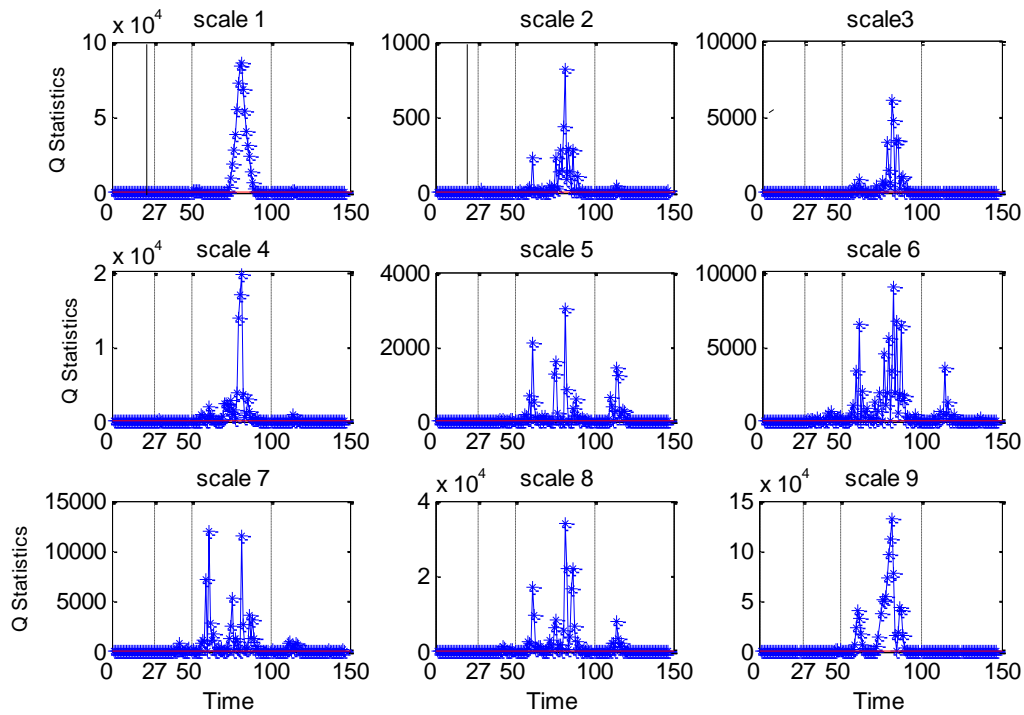 scale 1
x 10^4
10
5
0
Q Statistics
0 27 50 100 150
scale 2
1000
500
0
0 27 50 100 150
scale3
10000
5000
0
0 27 50 100 150
scale 4
x 10^4
2
1
0
Q Statistics
0 27 50 100 150
scale 5
4000
2000
0
0 27 50 100 150
scale 6
10000
5000
0
0 27 50 100 150
scale 7
15000
10000
5000
0
Q Statistics
0 27 50 100 150
Time
scale 8
x 10^4
4
2
0
0 27 50 100 150
Time
scale 9
x 10^4
15
10
5
0
0 27 50 100 150
Time